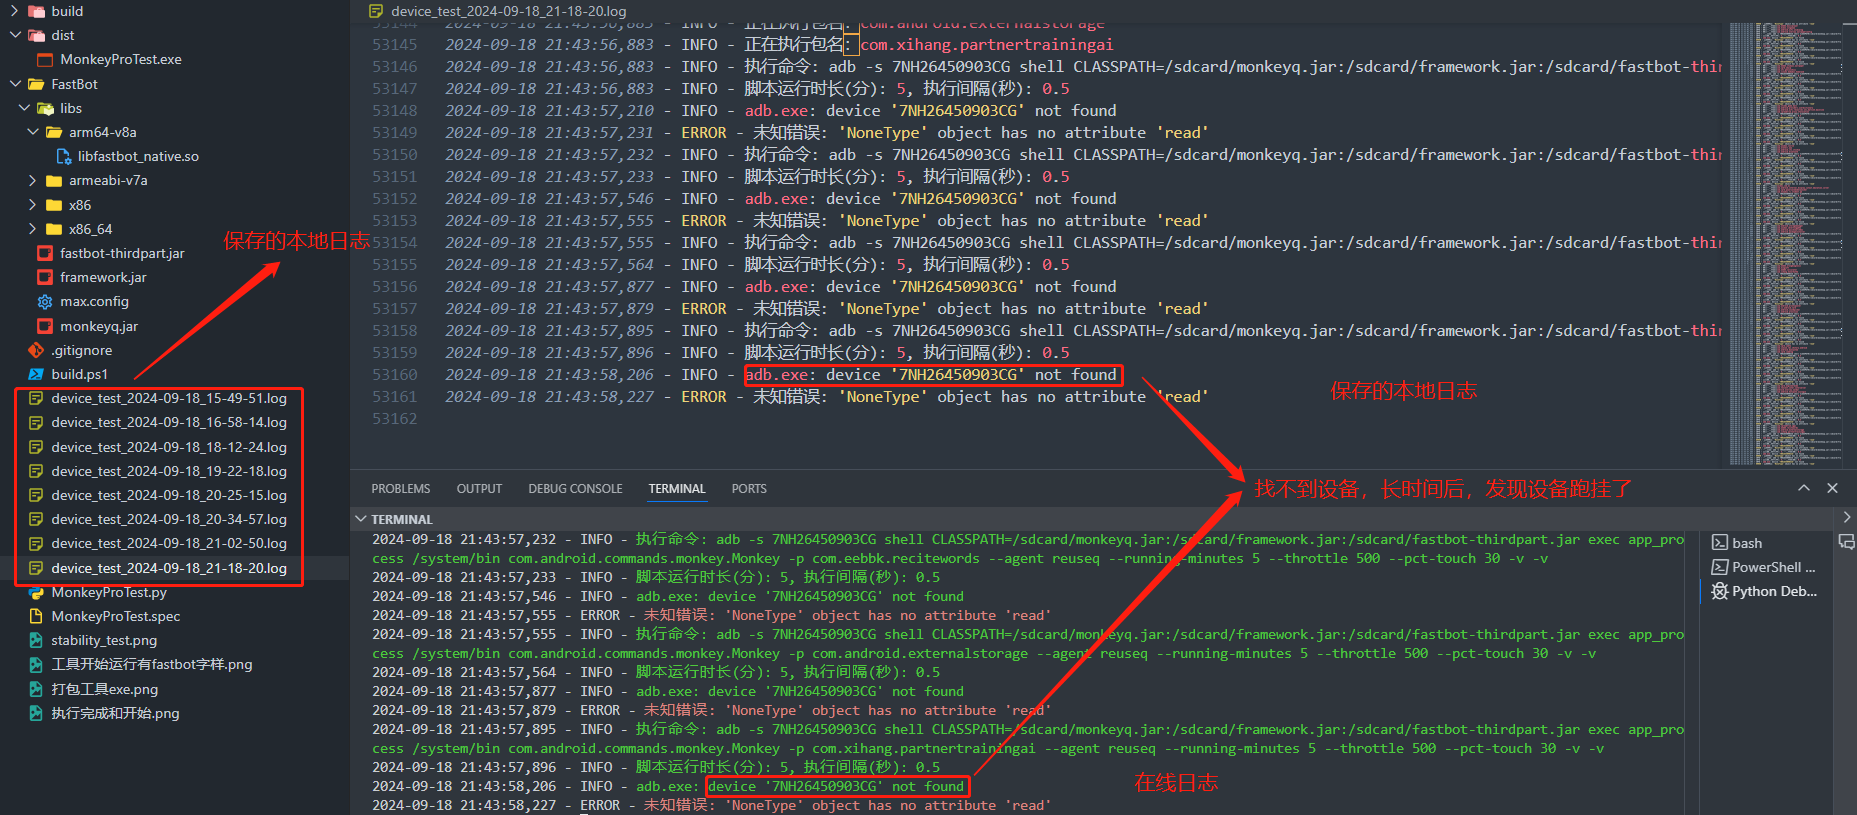 build
dist
MonkeyProTest.exe
FastBot
libs
arm64-v8a
libfastbot_native.so
armeabi-v7a
x86
x86_64
fastbot-thirdpart.jar
framework.jar
max.config
monkeyq.jar
.gitignore
build.ps1
device_test_2024-09-18_15-49-51.log
device_test_2024-09-18_16-58-14.log
device_test_2024-09-18_18-12-24.log
device_test_2024-09-18_19-22-18.log
device_test_2024-09-18_20-25-15.log
device_test_2024-09-18_20-34-57.log
device_test_2024-09-18_21-02-50.log
device_test_2024-09-18_21-18-20.log
MonkeyProTest.py
MonkeyProTest.spec
stability_test.png
工具开始运行有fastbot字样.png
打包工具exe.png
执行完成和开始.png
保存的本地日志
device_test_2024-09-18_21-18-20.log
53144 2024-09-18 21:43:56,883 - INFO - 正在执行包名: com.android.externalstorage
53145 2024-09-18 21:43:56,883 - INFO - 正在执行包名: com.xihang.partnertrainingai
53146 2024-09-18 21:43:56,883 - INFO - 执行命令: adb -s 7NH26450903CG shell CLASSPATH=/sdcard/monkeyq.jar:/sdcard/framework.jar:/sdcard/fastbot-thir
53147 2024-09-18 21:43:56,883 - INFO - 脚本运行时长(分): 5, 执行间隔(秒): 0.5
53148 2024-09-18 21:43:57,210 - INFO - adb.exe: device '7NH26450903CG' not found
53149 2024-09-18 21:43:57,231 - ERROR - 未知错误: 'NoneType' object has no attribute 'read'
53150 2024-09-18 21:43:57,232 - INFO - 执行命令: adb -s 7NH26450903CG shell CLASSPATH=/sdcard/monkeyq.jar:/sdcard/framework.jar:/sdcard/fastbot-thir
53151 2024-09-18 21:43:57,233 - INFO - 脚本运行时长(分): 5, 执行间隔(秒): 0.5
53152 2024-09-18 21:43:57,546 - INFO - adb.exe: device '7NH26450903CG' not found
53153 2024-09-18 21:43:57,555 - ERROR - 未知错误: 'NoneType' object has no attribute 'read'
53154 2024-09-18 21:43:57,555 - INFO - 执行命令: adb -s 7NH26450903CG shell CLASSPATH=/sdcard/monkeyq.jar:/sdcard/framework.jar:/sdcard/fastbot-thir
53155 2024-09-18 21:43:57,564 - INFO - 脚本运行时长(分): 5, 执行间隔(秒): 0.5
53156 2024-09-18 21:43:57,877 - INFO - adb.exe: device '7NH26450903CG' not found
53157 2024-09-18 21:43:57,879 - ERROR - 未知错误: 'NoneType' object has no attribute 'read'
53158 2024-09-18 21:43:57,895 - INFO - 执行命令: adb -s 7NH26450903CG shell CLASSPATH=/sdcard/monkeyq.jar:/sdcard/framework.jar:/sdcard/fastbot-thir
53159 2024-09-18 21:43:57,896 - INFO - 脚本运行时长(分): 5, 执行间隔(秒): 0.5
53160 2024-09-18 21:43:58,206 - INFO - adb.exe: device '7NH26450903CG' not found
53161 2024-09-18 21:43:58,227 - ERROR - 未知错误: 'NoneType' object has no attribute 'read'
53162
保存的本地日志
找不到设备，长时间后，发现设备跑挂了
PROBLEMS OUTPUT DEBUG CONSOLE TERMINAL PORTS
TERMINAL
2024-09-18 21:43:57,232 - INFO - 执行命令: adb -s 7NH26450903CG shell CLASSPATH=/sdcard/monkeyq.jar:/sdcard/framework.jar:/sdcard/fastbot-thirdpart.jar exec app_pro
cess /system/bin com.android.commands.monkey.Monkey -p com.eebbk.recitewords --agent reuseq --running-minutes 5 --throttle 500 --pct-touch 30 -v -v
2024-09-18 21:43:57,233 - INFO - 脚本运行时长(分): 5, 执行间隔(秒): 0.5
2024-09-18 21:43:57,546 - INFO - adb.exe: device '7NH26450903CG' not found
2024-09-18 21:43:57,555 - ERROR - 未知错误: 'NoneType' object has no attribute 'read'
2024-09-18 21:43:57,555 - INFO - 执行命令: adb -s 7NH26450903CG shell CLASSPATH=/sdcard/monkeyq.jar:/sdcard/framework.jar:/sdcard/fastbot-thirdpart.jar exec app_pro
cess /system/bin com.android.commands.monkey.Monkey -p com.android.externalstorage --agent reuseq --running-minutes 5 --throttle 500 --pct-touch 30 -v -v
2024-09-18 21:43:57,564 - INFO - 脚本运行时长(分): 5, 执行间隔(秒): 0.5
2024-09-18 21:43:57,877 - INFO - adb.exe: device '7NH26450903CG' not found
2024-09-18 21:43:57,879 - ERROR - 未知错误: 'NoneType' object has no attribute 'read'
2024-09-18 21:43:57,895 - INFO - 执行命令: adb -s 7NH26450903CG shell CLASSPATH=/sdcard/monkeyq.jar:/sdcard/framework.jar:/sdcard/fastbot-thirdpart.jar exec app_pro
cess /system/bin com.android.commands.monkey.Monkey -p com.xihang.partnertrainingai --agent reuseq --running-minutes 5 --throttle 500 --pct-touch 30 -v -v
2024-09-18 21:43:57,896 - INFO - 脚本运行时长(分): 5, 执行间隔(秒): 0.5
2024-09-18 21:43:58,206 - INFO - adb.exe: device '7NH26450903CG' not found
2024-09-18 21:43:58,227 - ERROR - 未知错误: 'NoneType' object has no attribute 'read'
在线日志
bash
PowerShell ...
Python Deb...